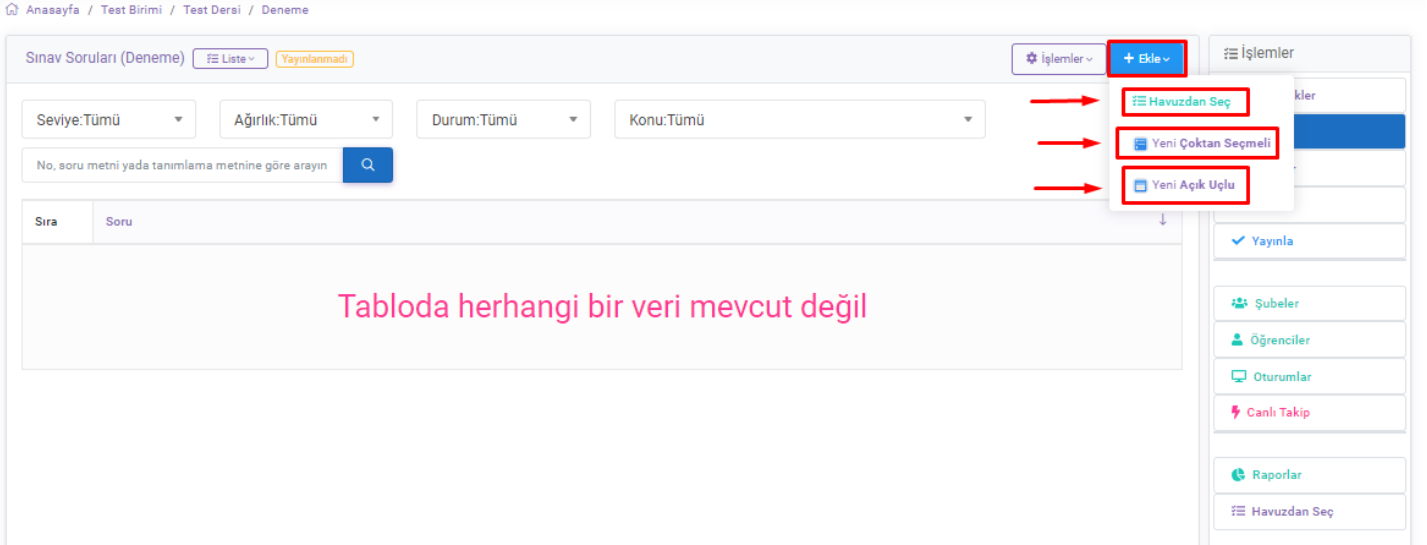 Anasayfa / Test Birimi / Test Dersi / Deneme
Sınav Soruları (Deneme) Liste Yayınlanmadı İşlemler + Ekle
Havuzdan Seç
Yeni Çoktan Seçmeli
Yeni Açık Uçlu
Seviye:Tümü Ağırlık:Tümü Durum:Tümü Konu:Tümü
No, soru metni yada tanımlama metnine göre arayın
Sıra Soru ↓
Tabloda herhangi bir veri mevcut değil
İşlemler
kler
Yayınla
Şubeler
Öğrenciler
Oturumlar
Canlı Takip
Raporlar
Havuzdan Seç